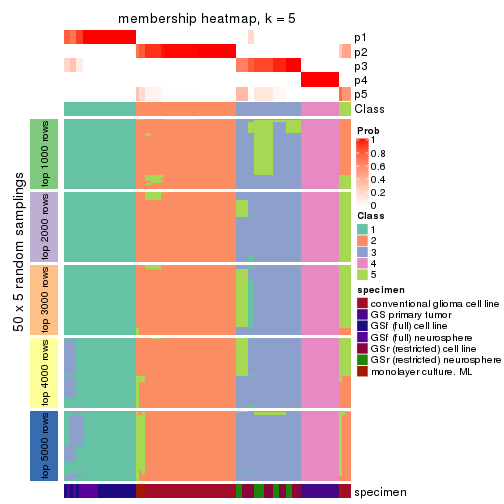 membership heatmap, k = 5
p1
p2
p3
p4
p5
Class
50 x 5 random samplings
top 1000 rows
top 2000 rows
top 3000 rows
top 4000 rows
top 5000 rows
specimen
Prob
1
0.8
0.6
0.4
0.2
0
Class
1
2
3
4
5
specimen
conventional glioma cell line
GS primary tumor
GSf (full) cell line
GSf (full) neurosphere
GSr (restricted) cell line
GSr (restricted) neurosphere
monolayer culture, ML